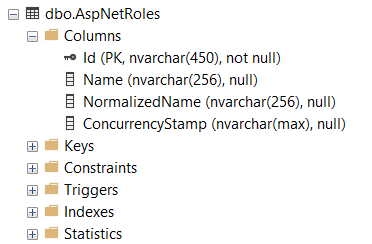 dbo.AspNetRoles
Columns
Id (PK, nvarchar(450), not null)
Name (nvarchar(256), null)
NormalizedName (nvarchar(256), null)
ConcurrencyStamp (nvarchar(max), null)
Keys
Constraints
Triggers
Indexes
Statistics